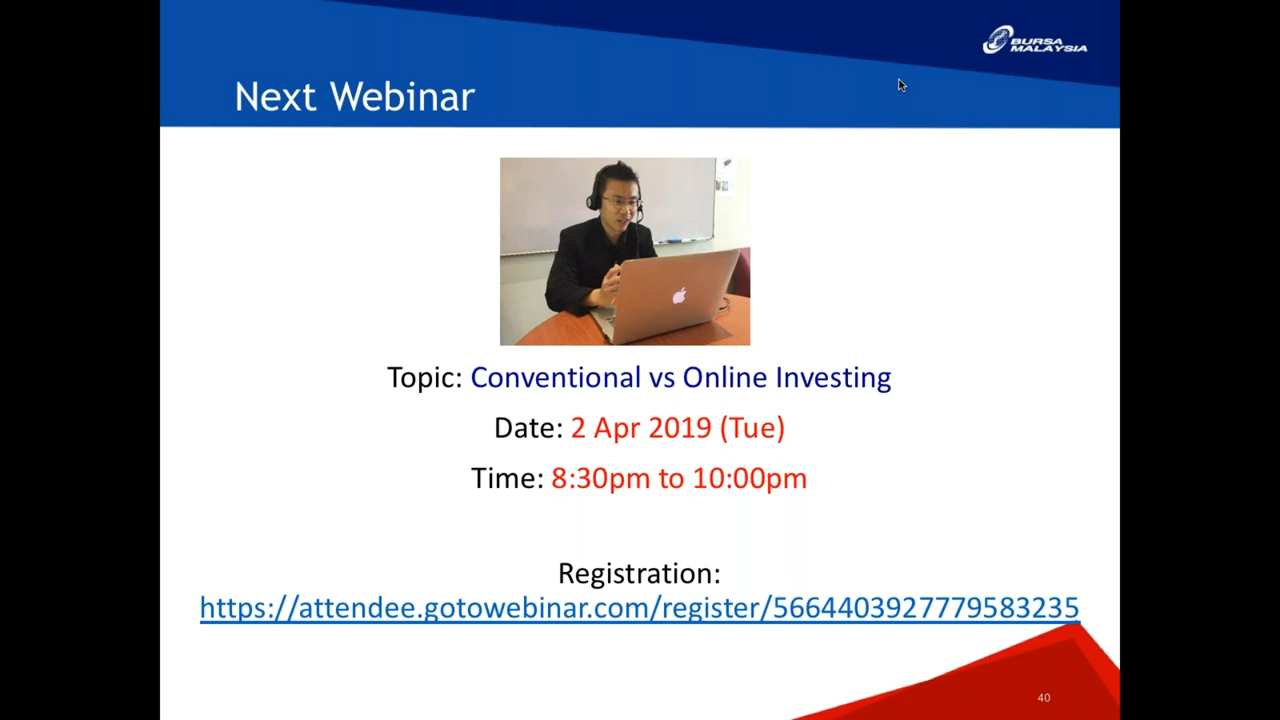 BURSA
MALAYSIA
Next Webinar
Topic: Conventional vs Online Investing
Date: 2 Apr 2019 (Tue)
Time: 8:30pm to 10:00pm
Registration:
https://attendee.gotowebinar.com/register/5664403927779583235
40